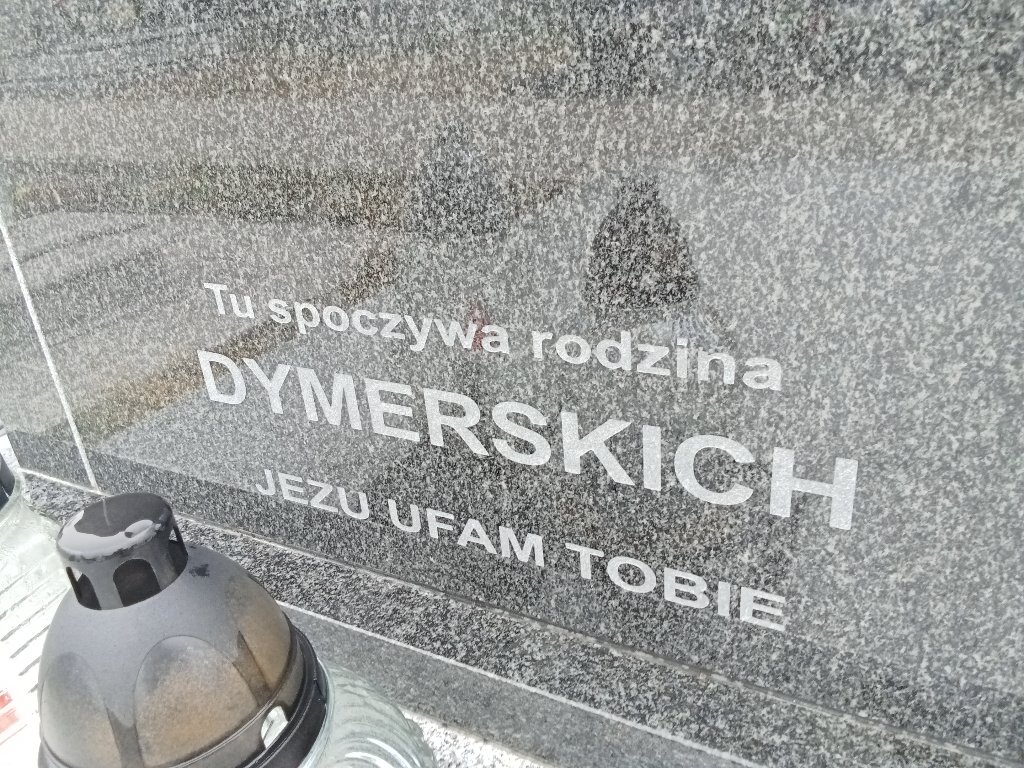 Tu spoczywa rodzina
DYMERSKICH
JEZU UFAM TOBIE